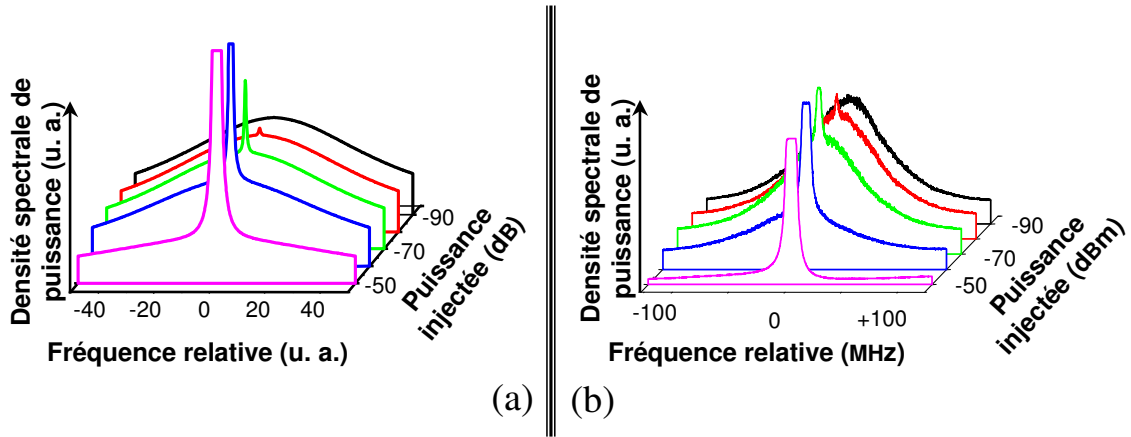 Densité spectrale de
puissance (u. a.)
-40 -20 0 20 40
Fréquence relative (u. a.)
-90
-70
-50
Puissance
injectée (dB)
(a)
Densité spectrale de
puissance (u. a.)
-100 0 +100
Fréquence relative (MHz)
-90
-70
-50
Puissance
injectée (dBm)
(b)